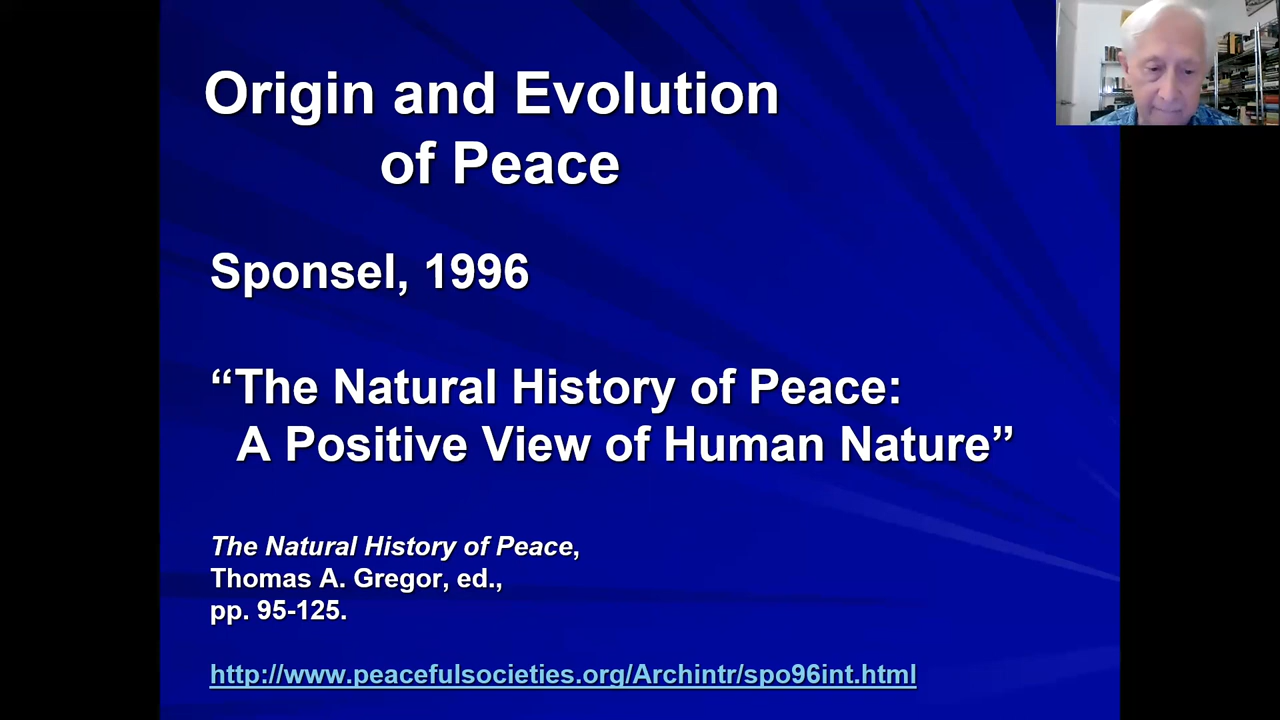 Origin and Evolution
of Peace
Sponsel, 1996
“The Natural History of Peace:
A Positive View of Human Nature”
The Natural History of Peace,
Thomas A. Gregor, ed.,
pp. 95-125.
http://www.peacefulsocieties.org/Archintr/spo96int.html